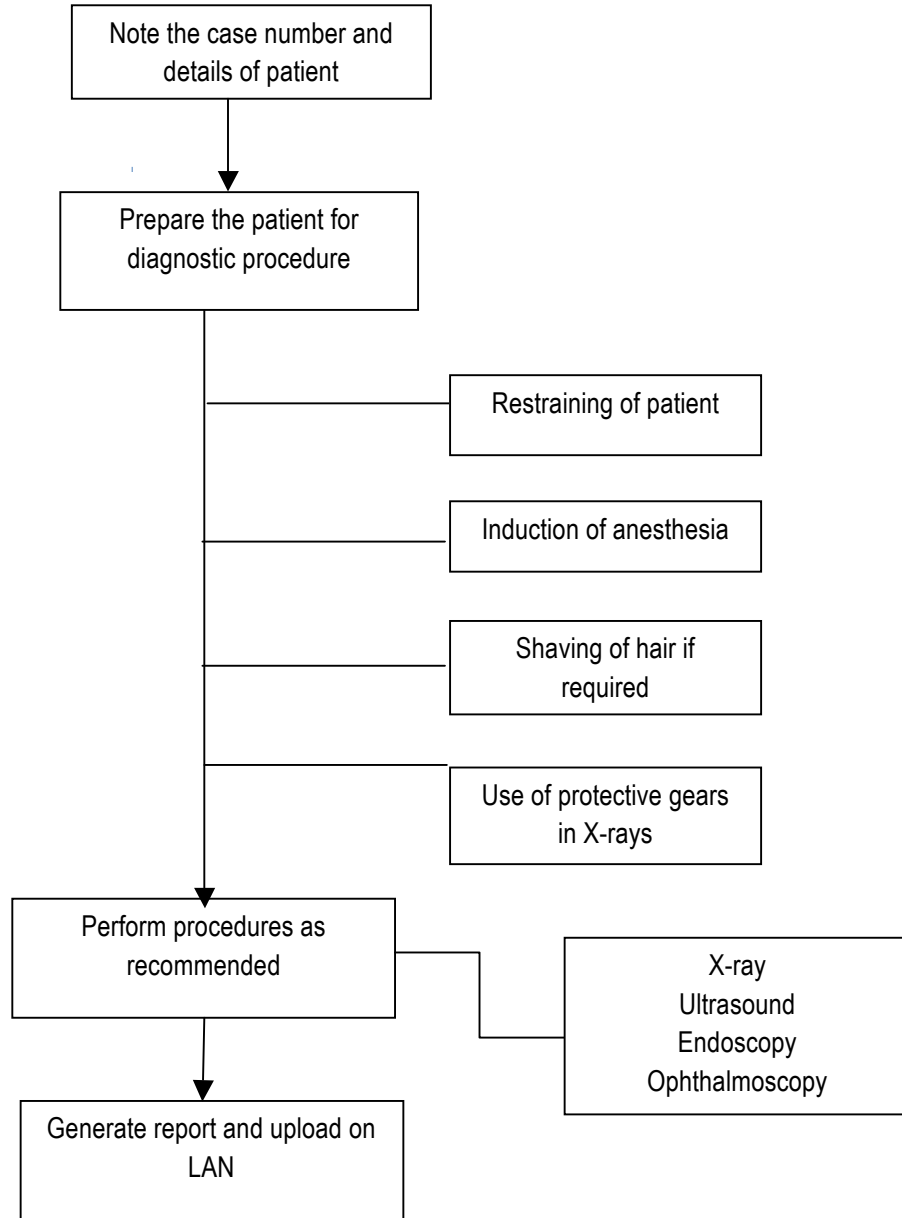 Note the case number and
details of patient
Prepare the patient for
diagnostic procedure
Restraining of patient
Induction of anesthesia
Shaving of hair if
required
Use of protective gears
in X-rays
Perform procedures as
recommended
X-ray
Ultrasound
Endoscopy
Ophthalmoscopy
Generate report and upload on
LAN